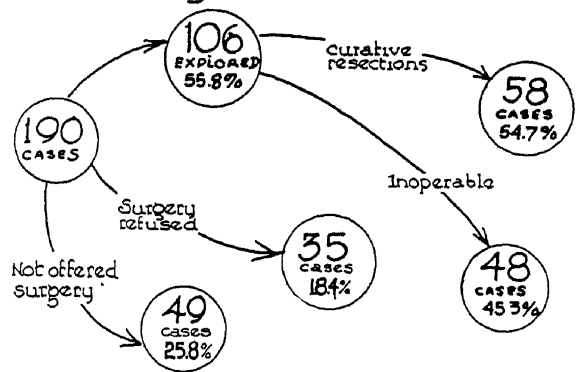 106
EXPLORED
55.8%
curative
resections
58
CASES
54.7%
190
CASES
Inoperable
Surgery
refused
35
cases
18.4%
48
CASES
45.3%
Not offered
surgery
49
cases
25.8%